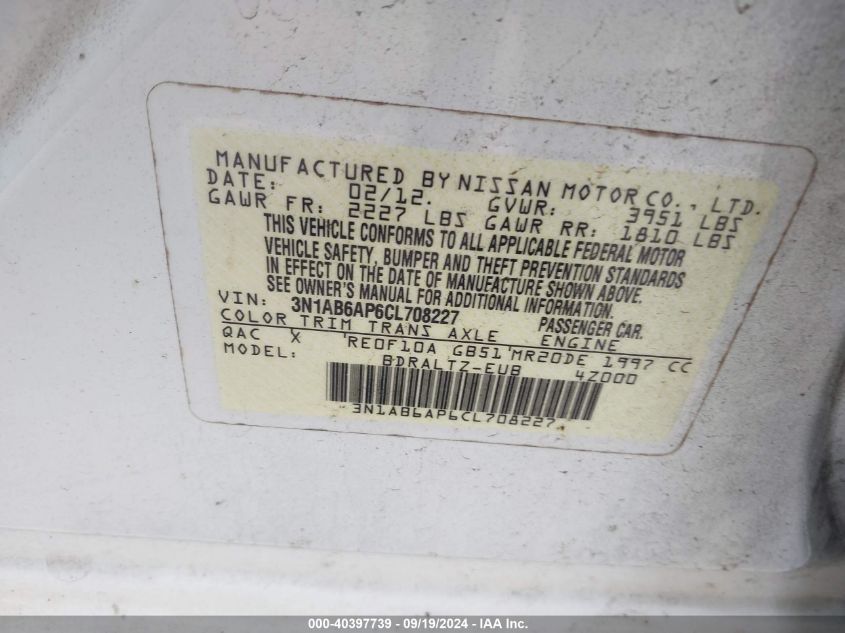 MANUFACTURED BY NISSAN MOTOR CO., LTD.
DATE: 02/12. GVWR: 3951 LBS
GAWR FR: 2227 LBS GAWR RR: 1810 LBS
THIS VEHICLE CONFORMS TO ALL APPLICABLE FEDERAL MOTOR
VEHICLE SAFETY, BUMPER AND THEFT PREVENTION STANDARDS
IN EFFECT ON THE DATE OF MANUFACTURE SHOWN ABOVE.
SEE OWNER'S MANUAL FOR ADDITIONAL INFORMATION.
VIN: 3N1AB6AP6CL708227 PASSENGER CAR.
COLOR TRIM TRANS AXLE ENGINE
QAC X 'RE0F10A GB51'MR20DE 1997 CC
MODEL: BDRALTZ-EUB 4Z000
3N1AB6AP6CL708227
000-40397739 - 09/19/2024 - IAA Inc.